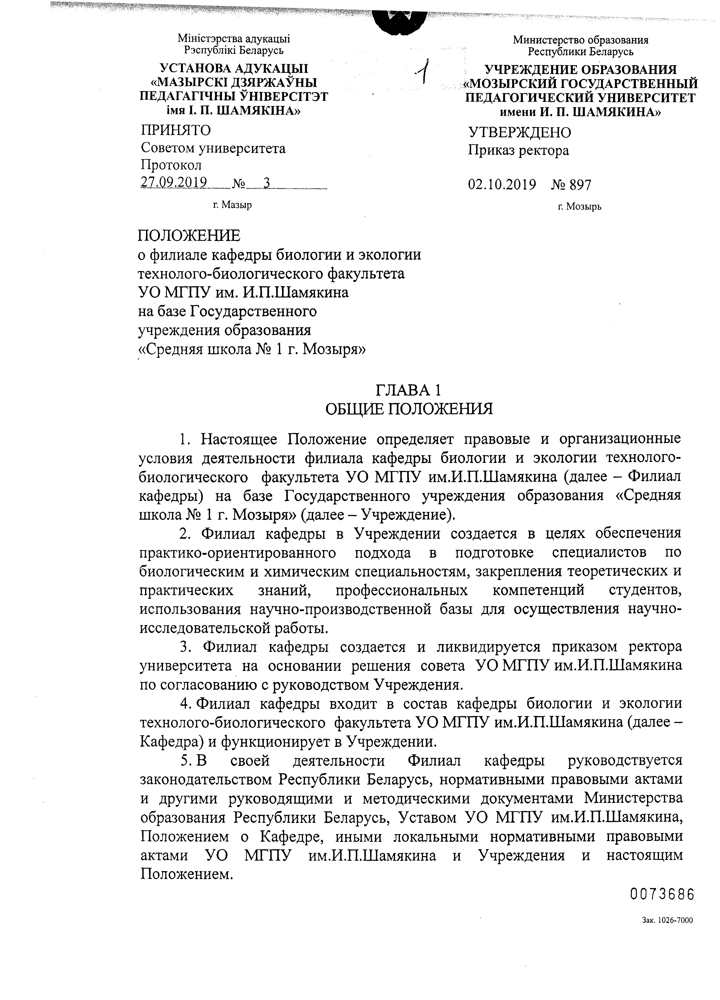 Міністэрства адукацыі
Рэспублікі Беларусь
УСТАНОВА АДУКАЦЫІ
«МАЗЫРСКІ ДЗЯРЖАЎНЫ
ПЕДАГАГІЧНЫ ЎНІВЕРСІТЭТ
імя І. П. ШАМЯКІНА»
ПРИНЯТО
Советом университета
Протокол
27.09.2019 № 3
г. Мазыр
1
Министерство образования
Республики Беларусь
УЧРЕЖДЕНИЕ ОБРАЗОВАНИЯ
«МОЗЫРСКИЙ ГОСУДАРСТВЕННЫЙ
ПЕДАГОГИЧЕСКИЙ УНИВЕРСИТЕТ
имени И. П. ШАМЯКИНА»
УТВЕРЖДЕНО
Приказ ректора
02.10.2019 № 897
г. Мозырь
ПОЛОЖЕНИЕ
о филиале кафедры биологии и экологии
технолого-биологического факультета
УО МГПУ им. И.П.Шамякина
на базе Государственного
учреждения образования
«Средняя школа № 1 г. Мозыря»
ГЛАВА 1
ОБЩИЕ ПОЛОЖЕНИЯ
1. Настоящее Положение определяет правовые и организационные
условия деятельности филиала кафедры биологии и экологии технолого-
биологического факультета УО МГПУ им.И.П.Шамякина (далее – Филиал
кафедры) на базе Государственного учреждения образования «Средняя
школа № 1 г. Мозыря» (далее – Учреждение).
2. Филиал кафедры в Учреждении создается в целях обеспечения
практико-ориентированного подхода в подготовке специалистов по
биологическим и химическим специальностям, закрепления теоретических и
практических знаний, профессиональных компетенций студентов,
использования научно-производственной базы для осуществления научно-
исследовательской работы.
3. Филиал кафедры создается и ликвидируется приказом ректора
университета на основании решения совета УО МГПУ им.И.П.Шамякина
по согласованию с руководством Учреждения.
4. Филиал кафедры входит в состав кафедры биологии и экологии
технолого-биологического факультета УО МГПУ им.И.П.Шамякина (далее –
Кафедра) и функционирует в Учреждении.
5. В своей деятельности Филиал кафедры руководствуется
законодательством Республики Беларусь, нормативными правовыми актами
и другими руководящими и методическими документами Министерства
образования Республики Беларусь, Уставом УО МГПУ им.И.П.Шамякина,
Положением о Кафедре, иными локальными нормативными правовыми
актами УО МГПУ им.И.П.Шамякина и Учреждения и настоящим
Положением.
0073686
Зак. 1026-7000